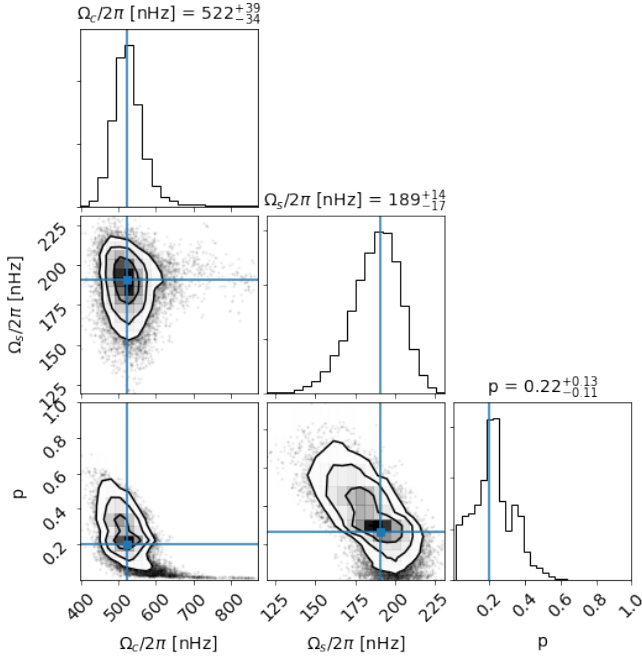 Ω_c/2π [nHz] = 522^{+39}_{-34}
Ω_s/2π [nHz] = 189^{+14}_{-17}
Ω_s/2π [nHz]
225
200
175
150
125
p = 0.22^{+0.13}_{-0.11}
p
1.0
0.8
0.6
0.4
0.2
400 500 600 700 800
125 150 175 200
0.2 0.4 0.6 0.8 1.0
Ω_c/2π [nHz]
Ω_s/2π [nHz]
p